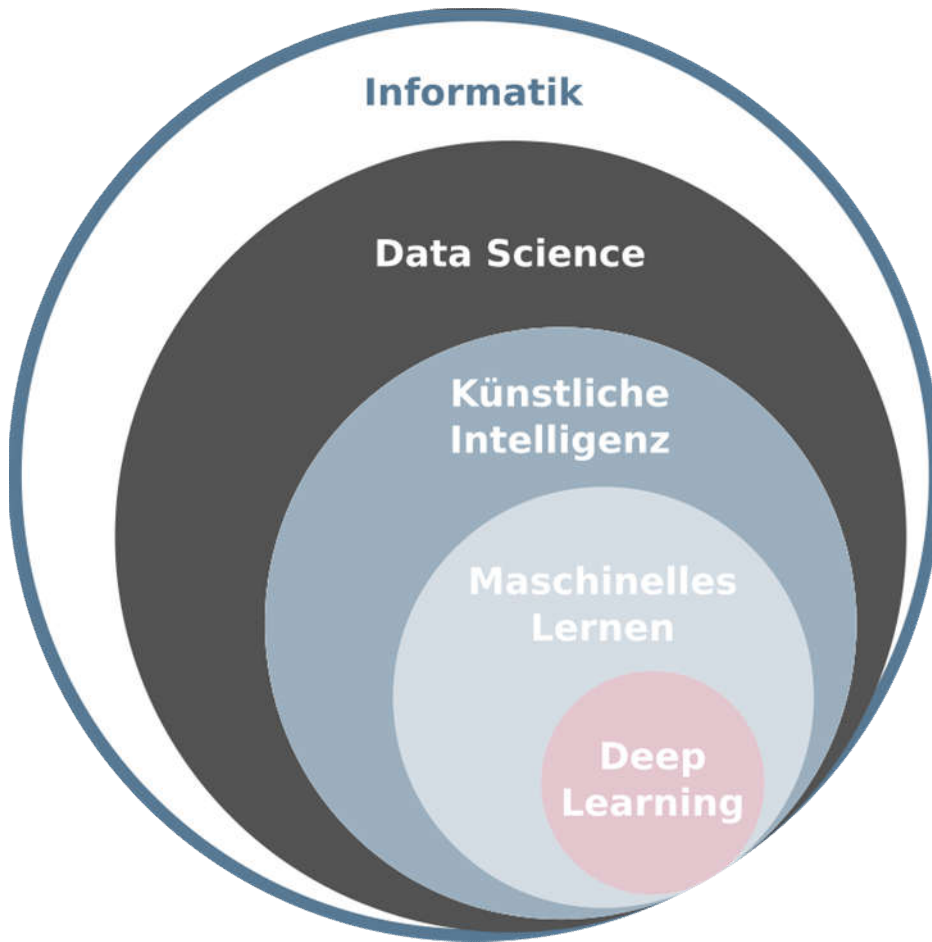 Informatik
Data Science
Künstliche
Intelligenz
Maschinelles
Lernen
Deep
Learning